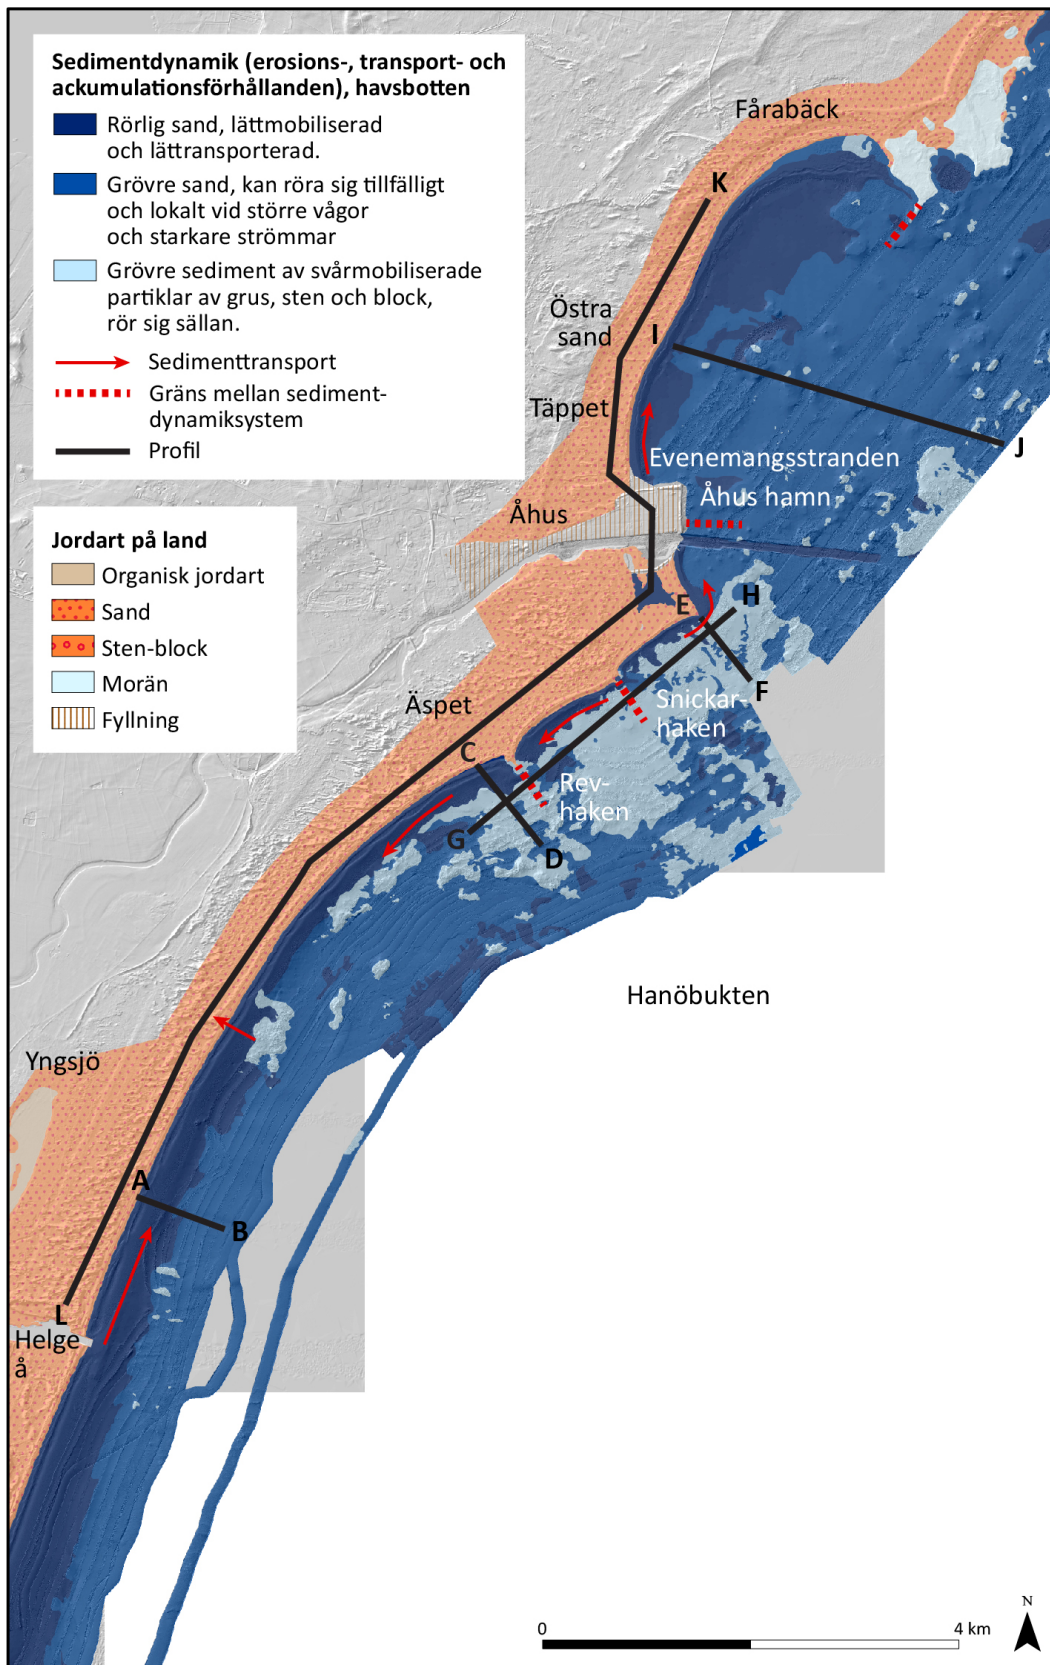 Sedimentdynamik (erosions-, transport- och
ackumulationsförhållanden), havsbotten
Rörlig sand, lättmobiliserad
och lättransporterad.
Grövre sand, kan röra sig tillfälligt
och lokalt vid större vågor
och starkare strömmar
Grövre sediment av svårmobiliserade
partiklar av grus, sten och block,
rör sig sällan.
Sedimenttransport
Gräns mellan sediment-
dynamiksystem
Profil
Jordart på land
Organisk jordart
Sand
Sten-block
Morän
Fyllning
Fårabäck
K
Östra
sand
I
Täppet
J
Evenemangsstranden
Åhus hamn
Åhus
E
H
F
Snickar-
haken
Äspet
C
Rev-
haken
G
D
Hanöbukten
Yngsjö
A
B
L
Helge
å
N
0
4 km